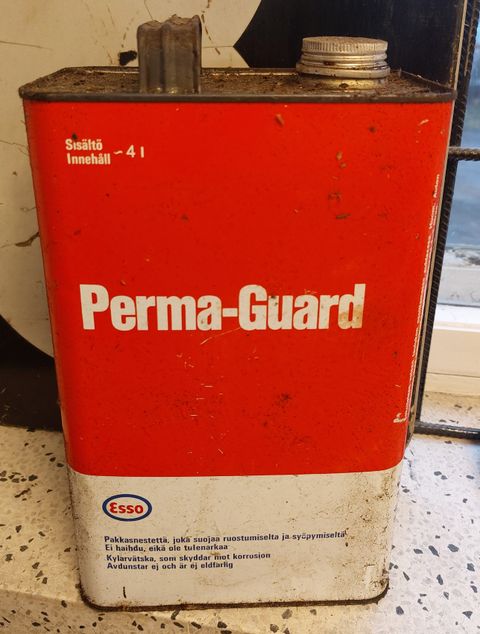 Sisältö
Innehåll ~ 4 l
Perma-Guard
Esso
Pakkasnestettä, joka suojaa ruostumiselta ja syöpymiseltä
Ei haihdu, eikä ole tulenarkaa
Kylarvätska, som skyddar mot korrosion
Avdunstar ej och är ej eldfarlig